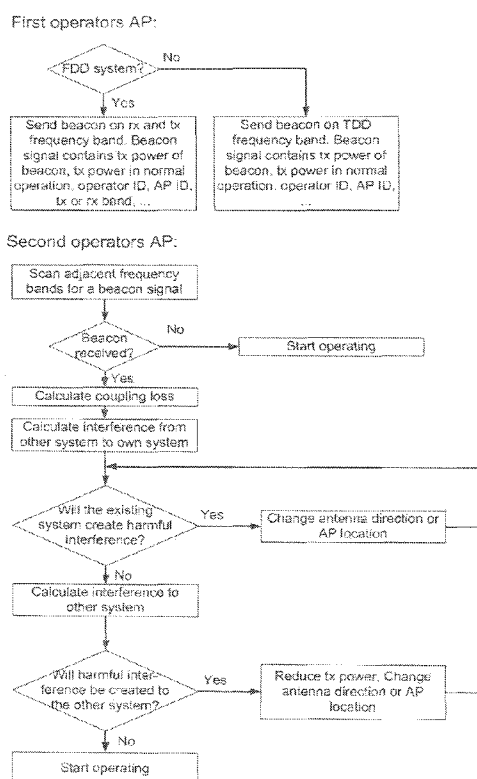 First operators AP:
FDD system?
No
Yes
Send beacon on rx and tx
frequency band. Beacon
signal contains tx power of
beacon, tx power in normal
operation, operator ID, AP ID,
tx or rx band, ...
Send beacon on TDD
frequency band. Beacon
signal contains tx power of
beacon, tx power in normal
operation, operator ID, AP ID,
...
Second operators AP:
Scan adjacent frequency
bands for a beacon signal
Beacon
received?
No
Start operating
Yes
Calculate coupling loss
Calculate interference from
other system to own system
Will the existing
system create harmful
interference?
Yes
Change antenna direction or
AP location
No
Calculate interference to
other system
Will harmful inter-
ference be created to
the other system?
Yes
Reduce tx power, Change
antenna direction or AP
location
No
Start operating